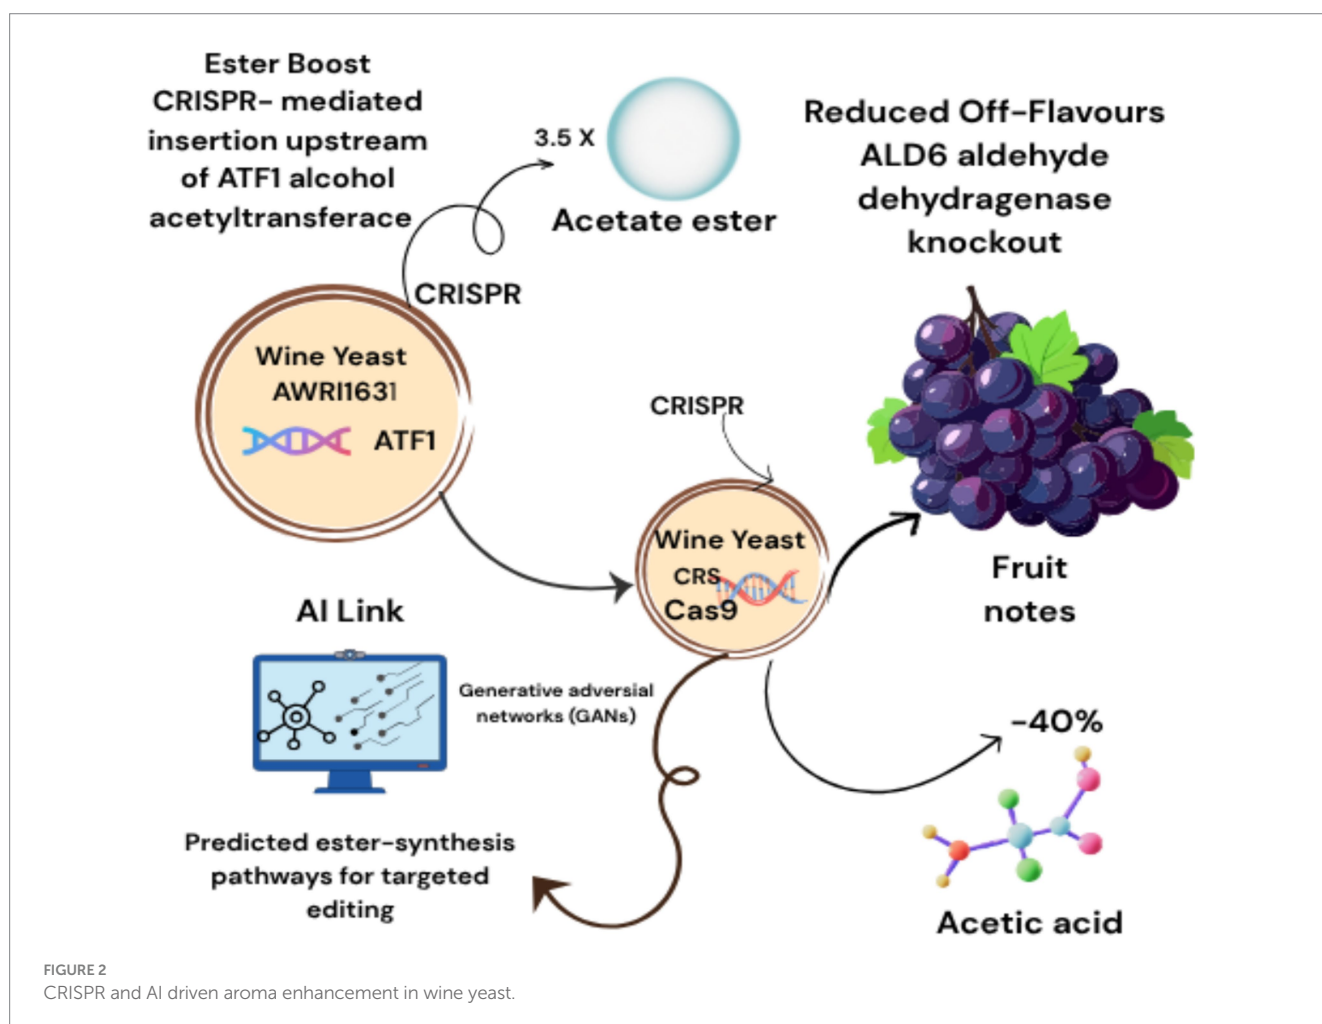 Ester Boost
CRISPR- mediated
insertion upstream
of ATF1 alcohol
acetyltransferace
3.5 X
Acetate ester
Reduced Off-Flavours
ALD6 aldehyde
dehydragenase
knockout
CRISPR
Wine Yeast
AWRI1631
ATF1
CRISPR
Wine Yeast
CRS
Cas9
Fruit
notes
AI Link
Generative adversial
networks (GANs)
Predicted ester-synthesis
pathways for targeted
editing
-40%
Acetic acid
FIGURE 2
CRISPR and AI driven aroma enhancement in wine yeast.